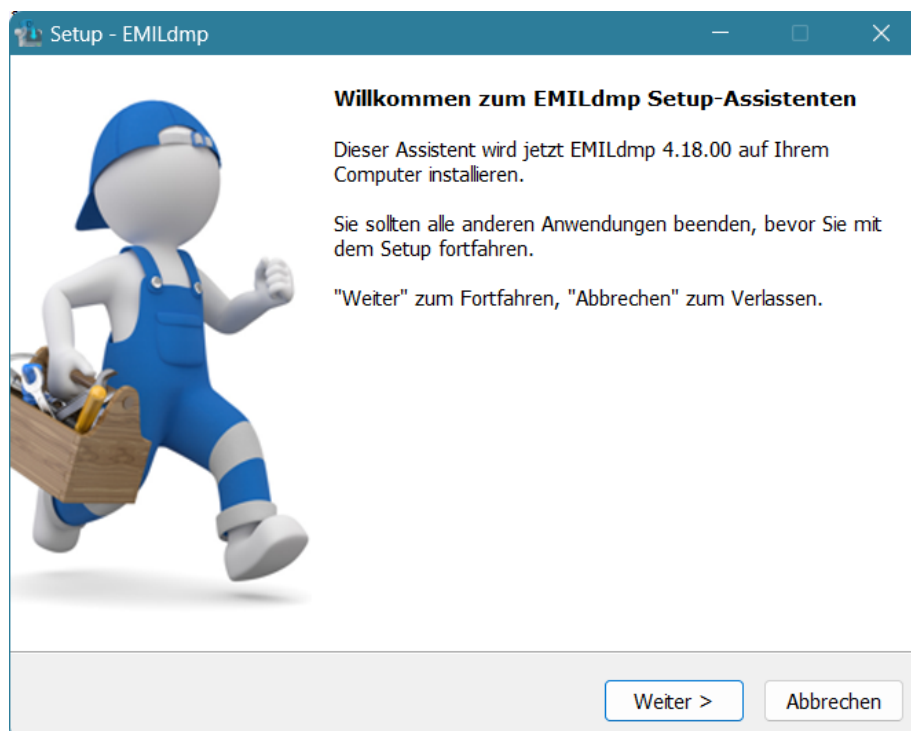 Setup - EMILdmp
Willkommen zum EMILdmp Setup-Assistenten
Dieser Assistent wird jetzt EMILdmp 4.18.00 auf Ihrem
Computer installieren.
Sie sollten alle anderen Anwendungen beenden, bevor Sie mit
dem Setup fortfahren.
"Weiter" zum Fortfahren, "Abbrechen" zum Verlassen.
Weiter >
Abbrechen